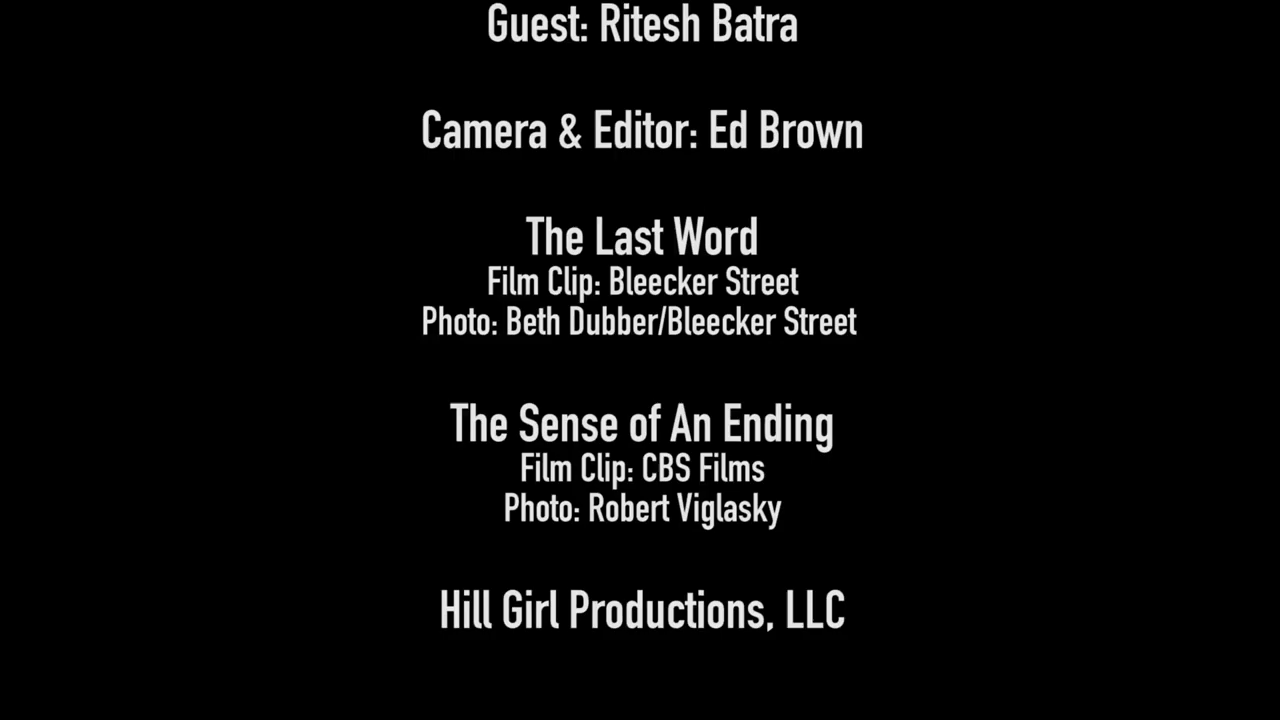 Guest: Ritesh Batra
Camera & Editor: Ed Brown
The Last Word
Film Clip: Bleecker Street
Photo: Beth Dubber/Bleecker Street
The Sense of An Ending
Film Clip: CBS Films
Photo: Robert Viglasky
Hill Girl Productions, LLC